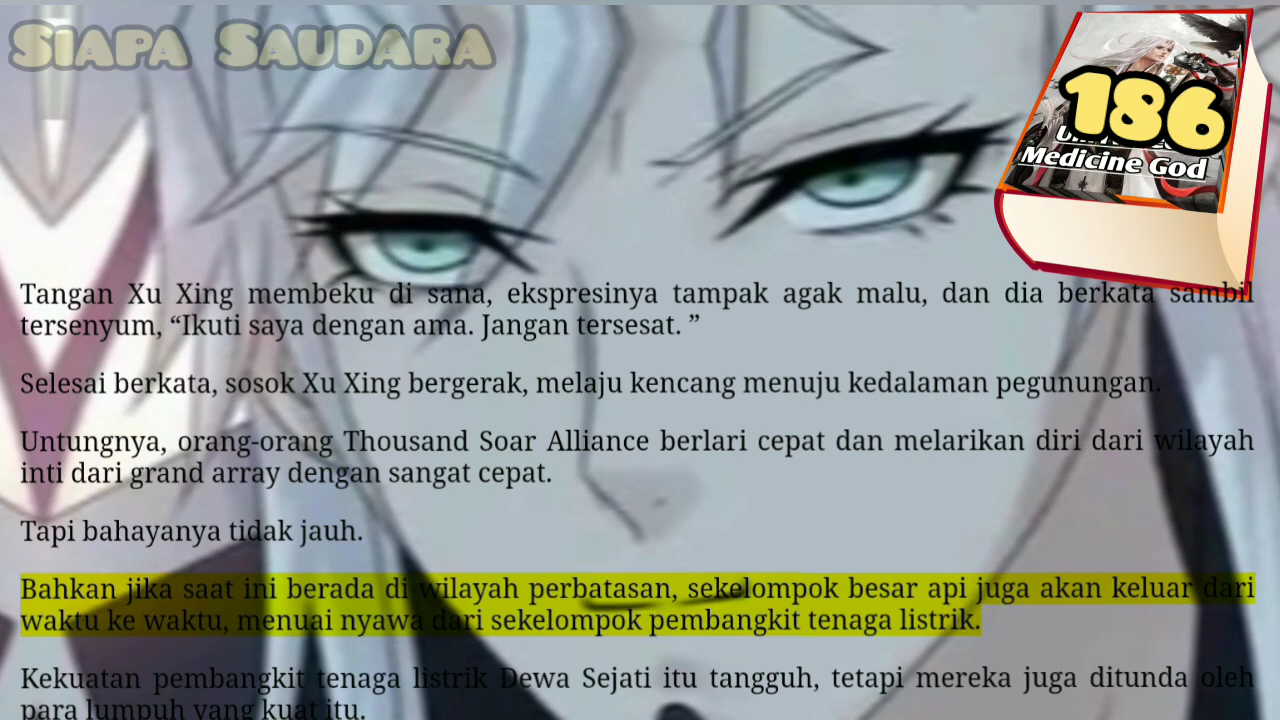 Siapa Saudara
186
Medicine God
Tangan Xu Xing membeku di sana, ekspresinya tampak agak malu, dan dia berkata sambil
tersenyum, “Ikuti saya dengan ama. Jangan tersesat. ”
Selesai berkata, sosok Xu Xing bergerak, melaju kencang menuju kedalaman pegunungan.
Untungnya, orang-orang Thousand Soar Alliance berlari cepat dan melarikan diri dari wilayah
inti dari grand array dengan sangat cepat.
Tapi bahayanya tidak jauh.
Bahkan jika saat ini berada di wilayah perbatasan, sekelompok besar api juga akan keluar dari
waktu ke waktu, menuai nyawa dari sekelompok pembangkit tenaga listrik.
Kekuatan pembangkit tenaga listrik Dewa Sejati itu tangguh, tetapi mereka juga ditunda oleh
para lumpuh yang kuat itu.